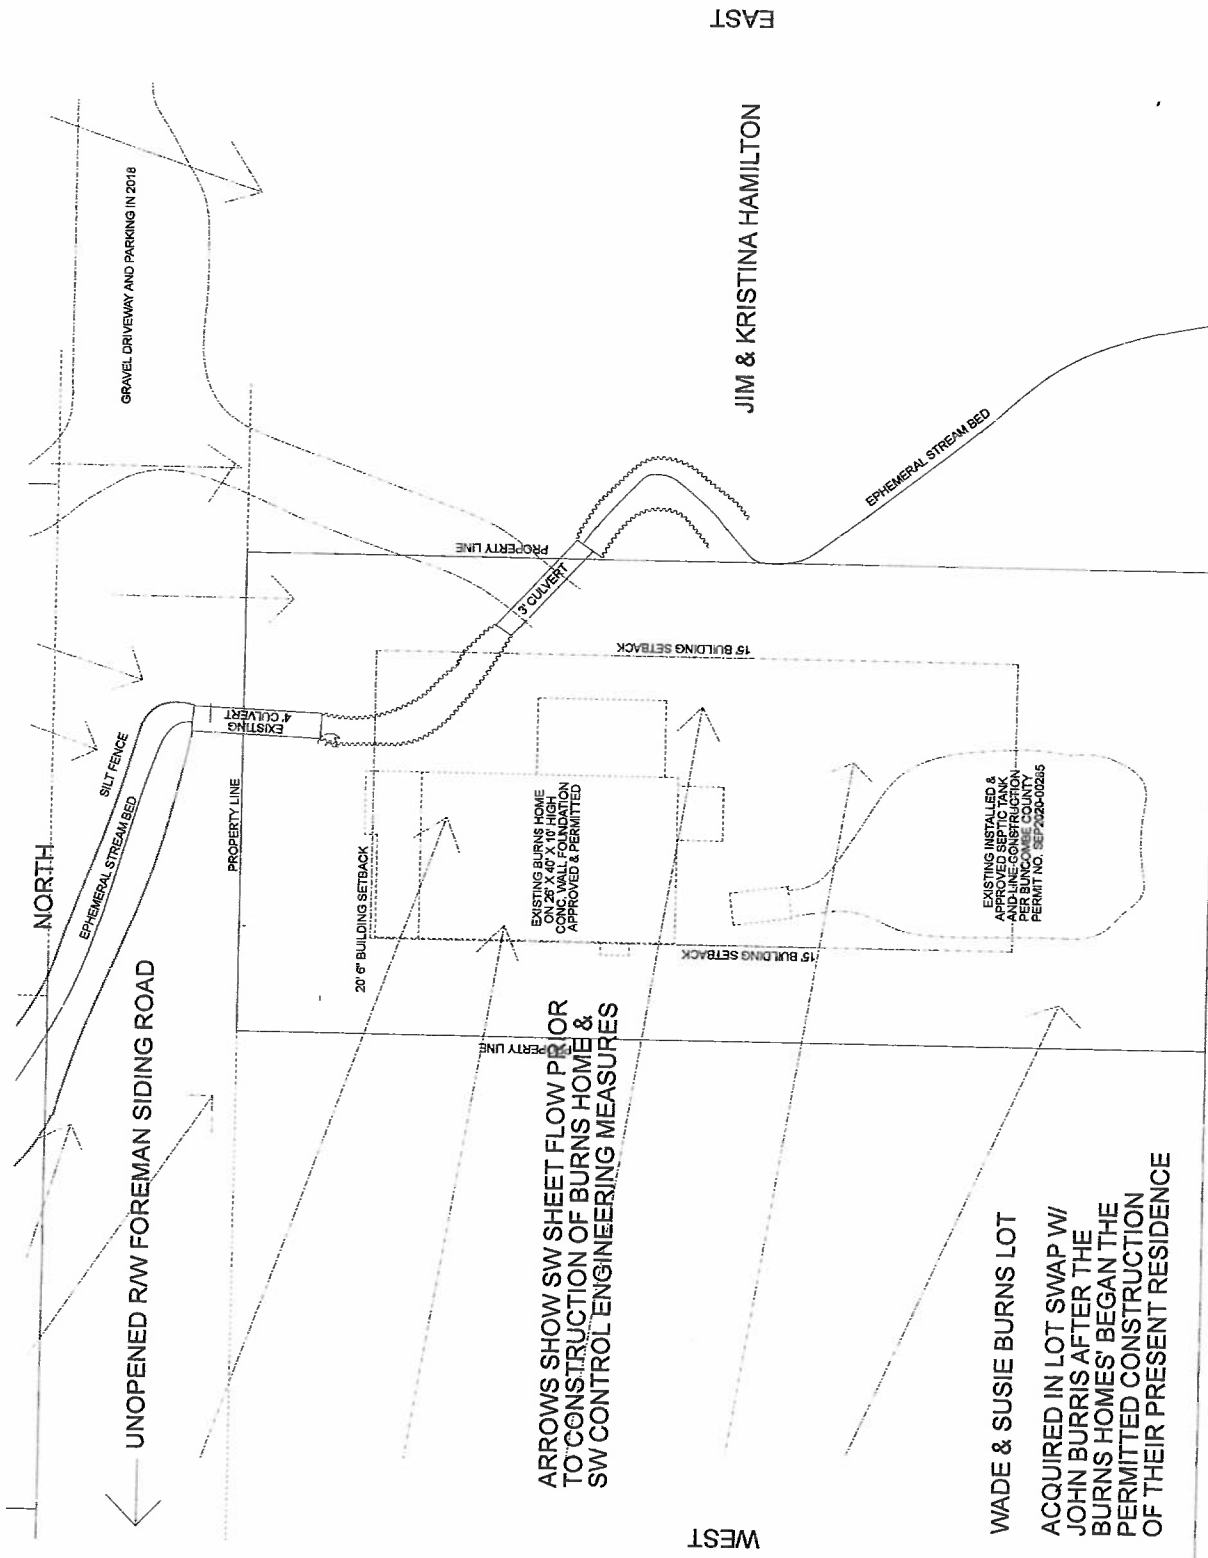 EAST
GRAVEL DRIVEWAY AND PARKING IN 2018
JIM & KRISTINA HAMILTON
EPHEMERAL STREAM BED
PROPERTY LINE
3' CULVERT
15' BUILDING SETBACK
EXISTING
4' CULVERT
SILT FENCE
EPHEMERAL STREAM BED
NORTH
PROPERTY LINE
20' 6" BUILDING SETBACK
EXISTING BURNS HOME
ON 26' X 40' X 10' HIGH
CONC. WALL FOUNDATION
APPROVED & PERMITTED
EXISTING INSTALLED &
APPROVED SEPTIC TANK
AND LINE CONSTRUCTION
PER BUNCOMBE COUNTY
PERMIT NO. SEP2020-00285
15' BUILDING SETBACK
PROPERTY LINE
UNOPENED R/W FOREMAN SIDING ROAD
ARROWS SHOW SW SHEET FLOW PRIOR
TO CONSTRUCTION OF BURNS HOME &
SW CONTROL ENGINEERING MEASURES
WADE & SUSIE BURNS LOT
ACQUIRED IN LOT SWAP W/
JOHN BURRIS AFTER THE
BURNS HOMES' BEGAN THE
PERMITTED CONSTRUCTION
OF THEIR PRESENT RESIDENCE
WEST